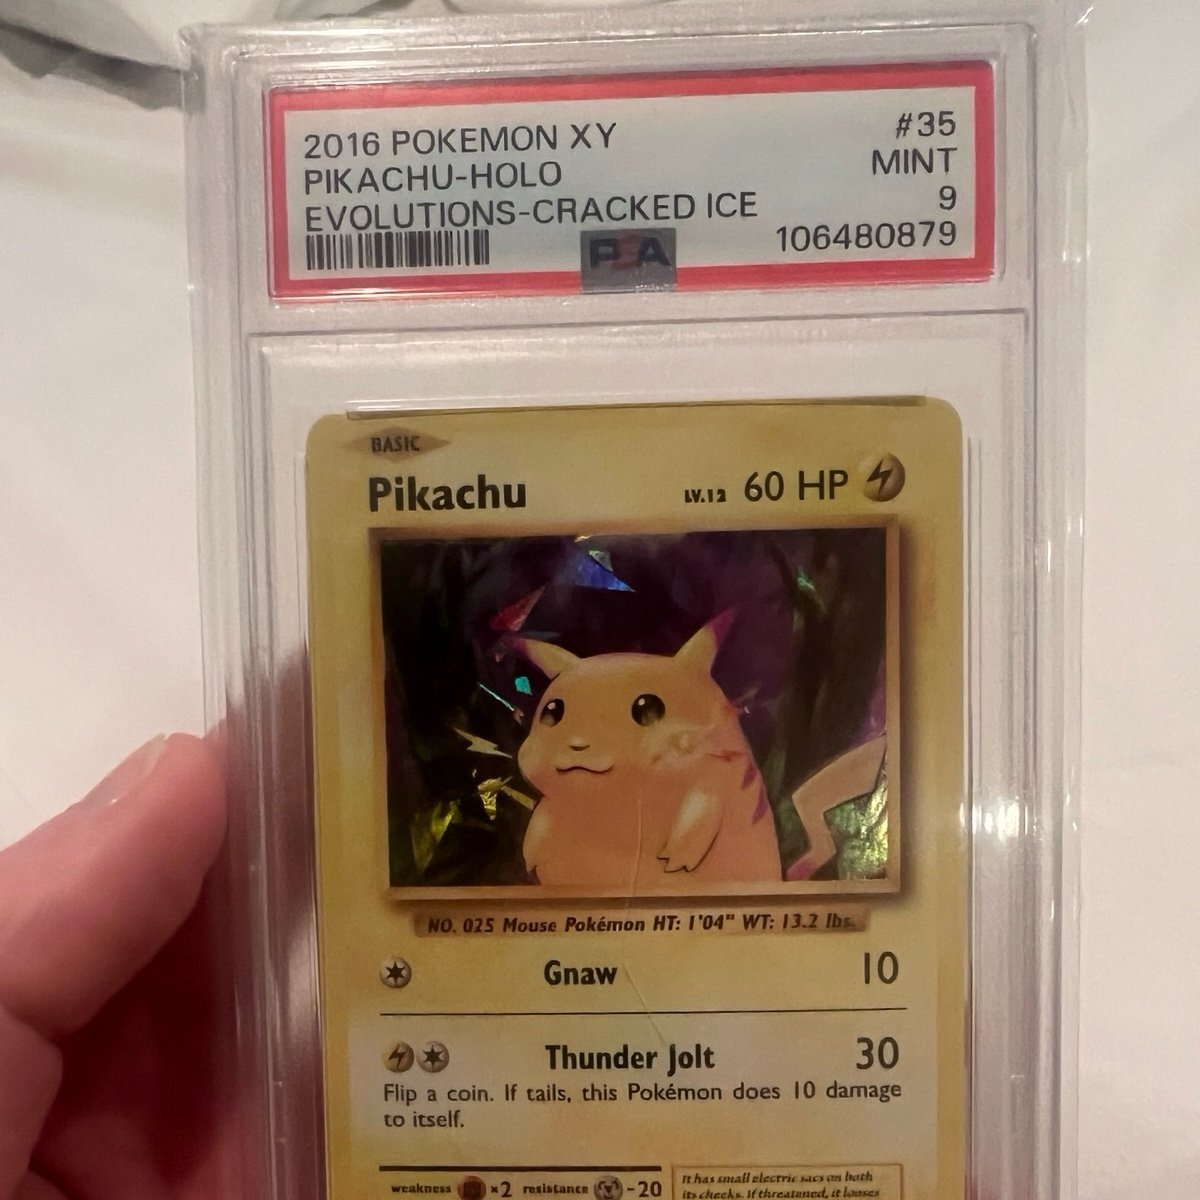 2016 POKEMON XY #35
PIKACHU-HOLO MINT
EVOLUTIONS-CRACKED ICE 9
106480879
PSA
BASIC
Pikachu LV.12 60 HP
NO. 025 Mouse Pokémon HT: 1'04" WT: 13.2 lbs.
Gnaw 10
Thunder Jolt 30
Flip a coin. If tails, this Pokémon does 10 damage
to itself.
weakness ×2 resistance -20
It has small electric sacs on both
its cheeks. If threatened, it looses